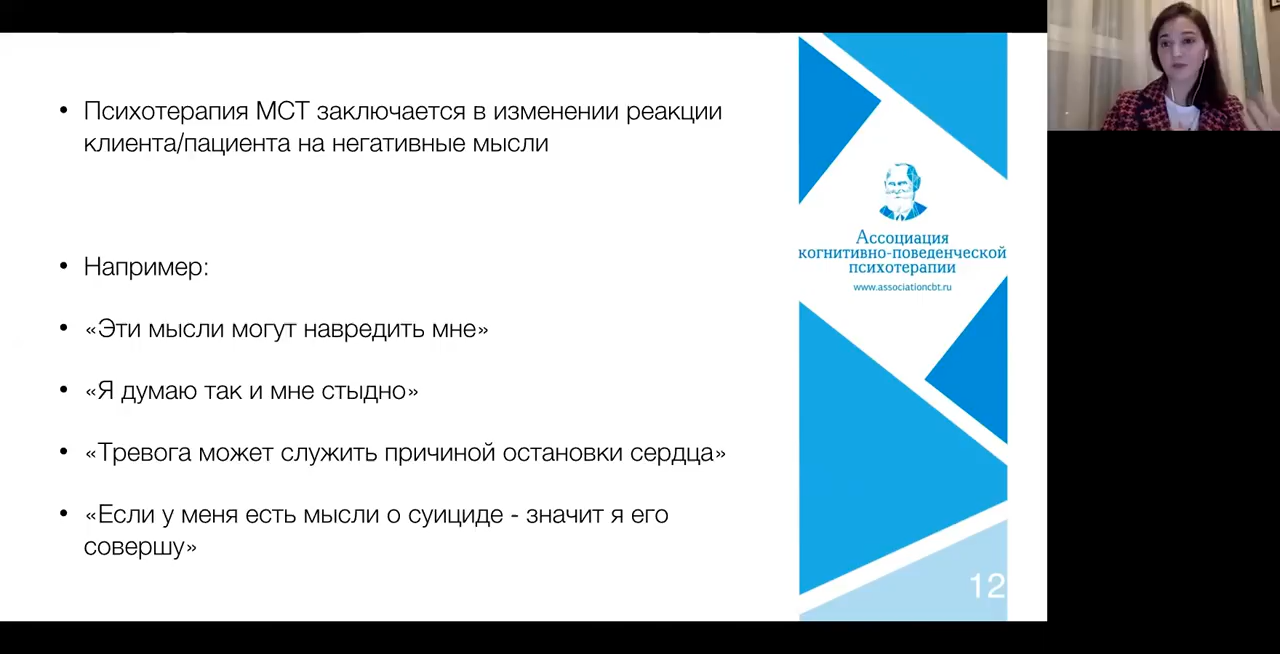 • Психотерапия МСТ заключается в изменении реакции
клиента/пациента на негативные мысли
• Например:
• «Эти мысли могут навредить мне»
• «Я думаю так и мне стыдно»
• «Тревога может служить причиной остановки сердца»
• «Если у меня есть мысли о суициде - значит я его
совершу»
Ассоциация
когнитивно-поведенческой
психотерапии
www.associationcbt.ru
12